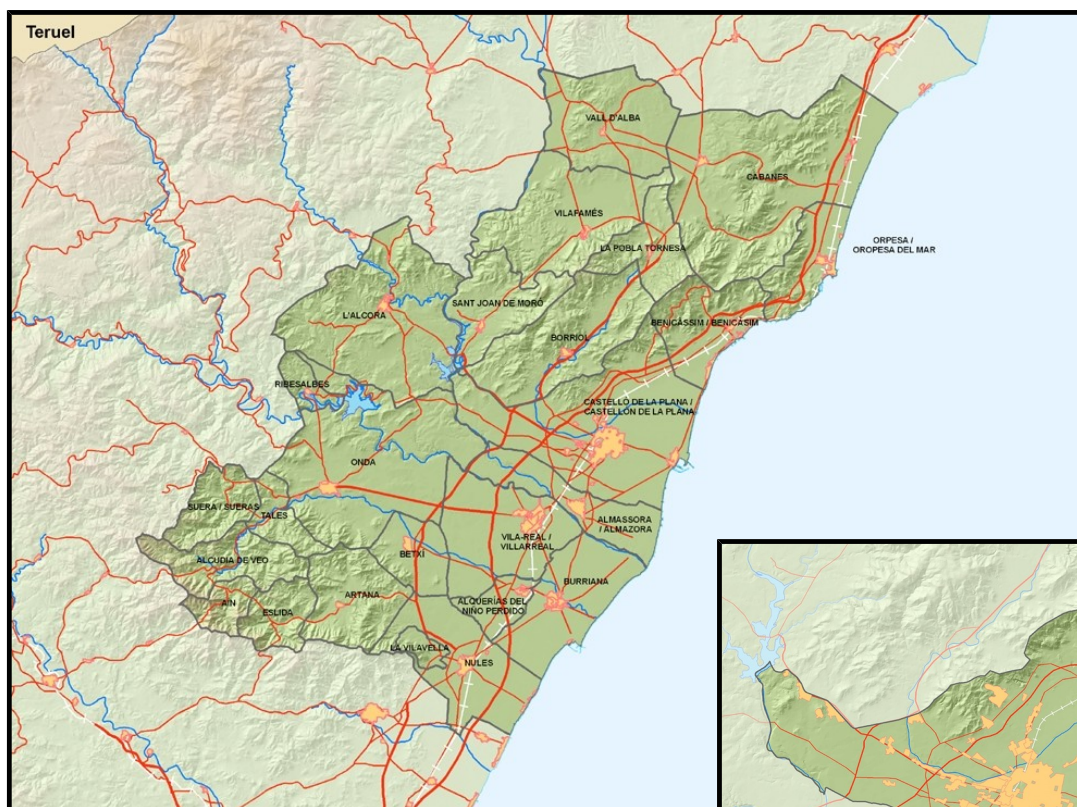 Teruel
VALL D'ALBA
CABANES
VILAFAMÉS
LA POBLA TORNESA
ORPESA /
OROPESA DEL MAR
SANT JOAN DE MORÓ
L'ALCORA
BENICÀSSIM / BENICASIM
BORRIOL
RIBESALBES
CASTELLÓ DE LA PLANA /
CASTELLÓN DE LA PLANA
ONDA
SUERA / SUERAS
TALES
ALMASSORA
/ ALMAZORA
VILA-REAL /
VILLARREAL
BETXÍ
ALCUDIA DE VEO
BURRIANA
ARTANA
ALQUERÍAS DEL
NIÑO PERDIDO
AÍN
ESLIDA
LA VILAVELLA
NULES